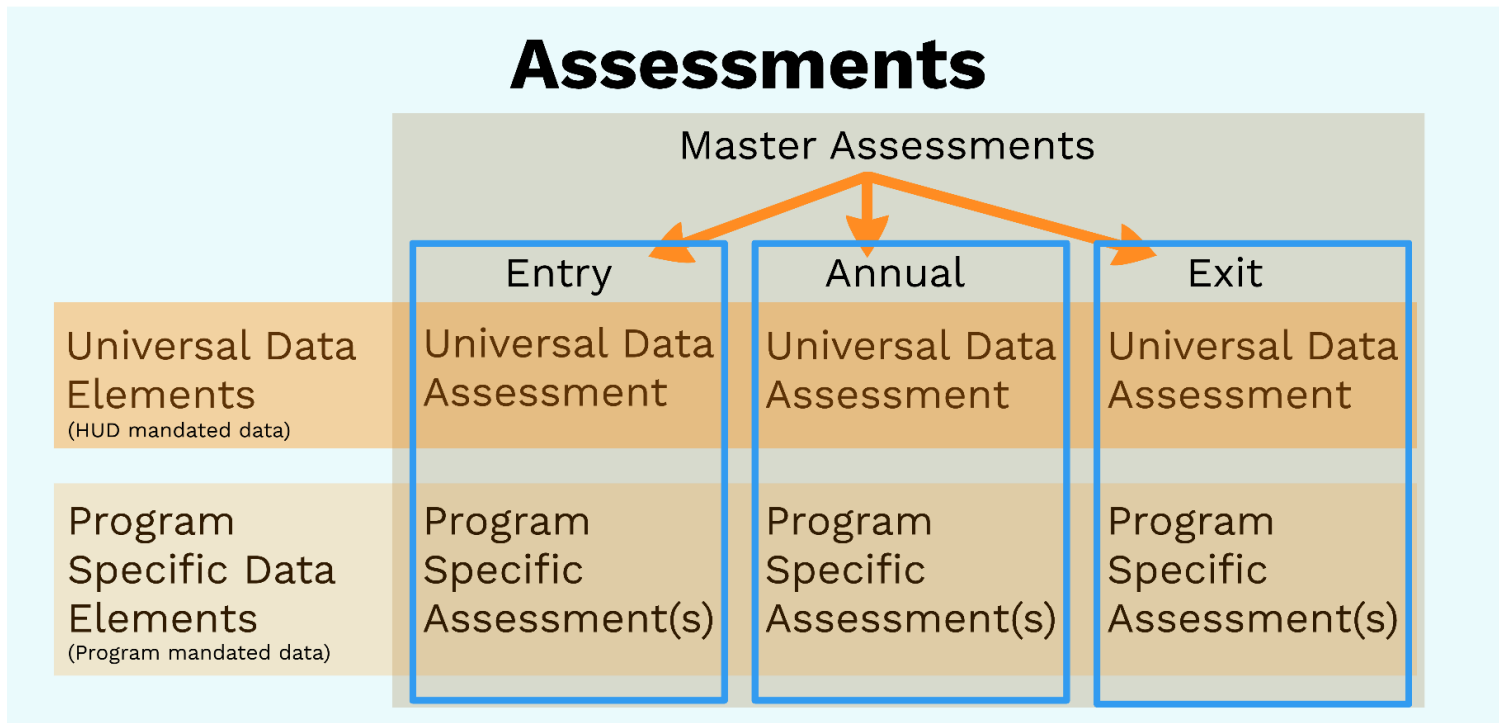 Assessments
Master Assessments
Entry
Annual
Exit
Universal Data
Elements
(HUD mandated data)
Universal Data
Assessment
Universal Data
Assessment
Universal Data
Assessment
Program
Specific Data
Elements
(Program mandated data)
Program
Specific
Assessment(s)
Program
Specific
Assessment(s)
Program
Specific
Assessment(s)